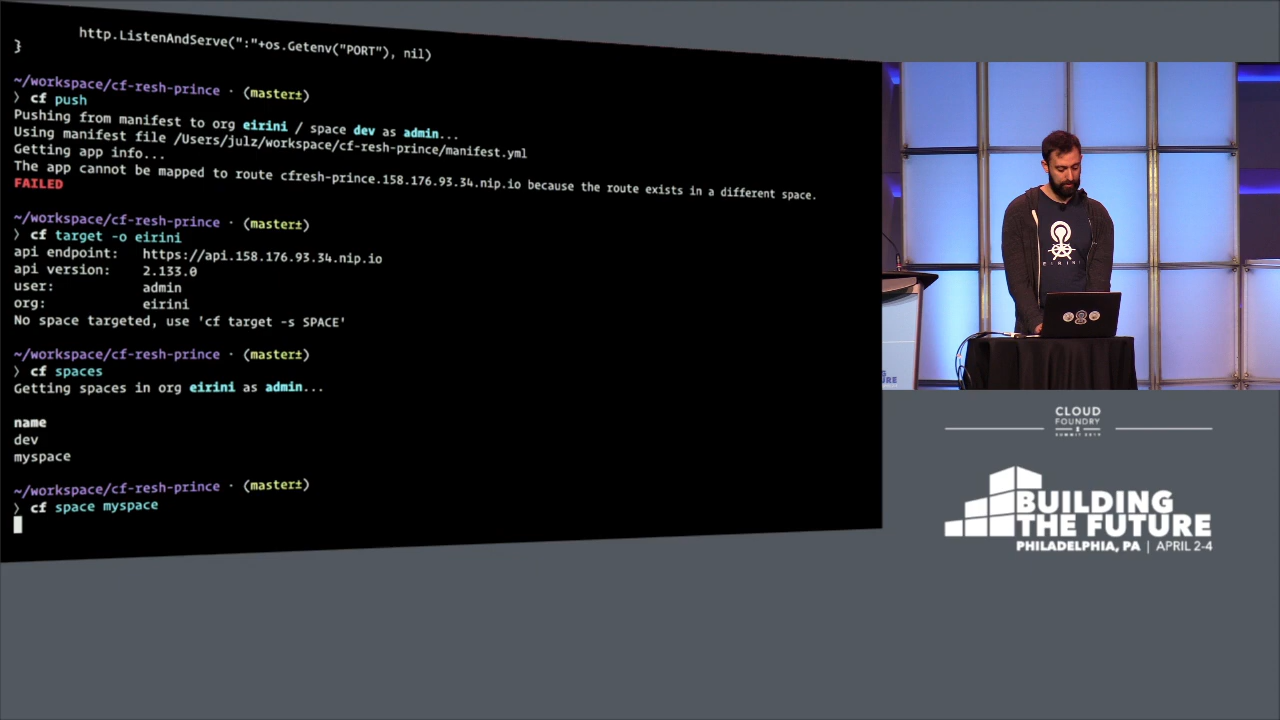 http.ListenAndServe(":"+os.Getenv("PORT"), nil)
}
~/workspace/cf-resh-prince · (master±)
❯ cf push
Pushing from manifest to org eirini / space dev as admin...
Using manifest file /Users/julz/workspace/cf-resh-prince/manifest.yml
Getting app info...
The app cannot be mapped to route cfresh-prince.158.176.93.34.nip.io because the route exists in a different space.
FAILED
~/workspace/cf-resh-prince · (master±)
❯ cf target -o eirini
api endpoint: https://api.158.176.93.34.nip.io
api version: 2.133.0
user: admin
org: eirini
No space targeted, use 'cf target -s SPACE'
~/workspace/cf-resh-prince · (master±)
❯ cf spaces
Getting spaces in org eirini as admin...
name
dev
myspace
~/workspace/cf-resh-prince · (master±)
❯ cf space myspace
EIRINI
CLOUD
FOUNDRY
SUMMIT 2019
BUILDING
THE FUTURE
PHILADELPHIA, PA | APRIL 2-4